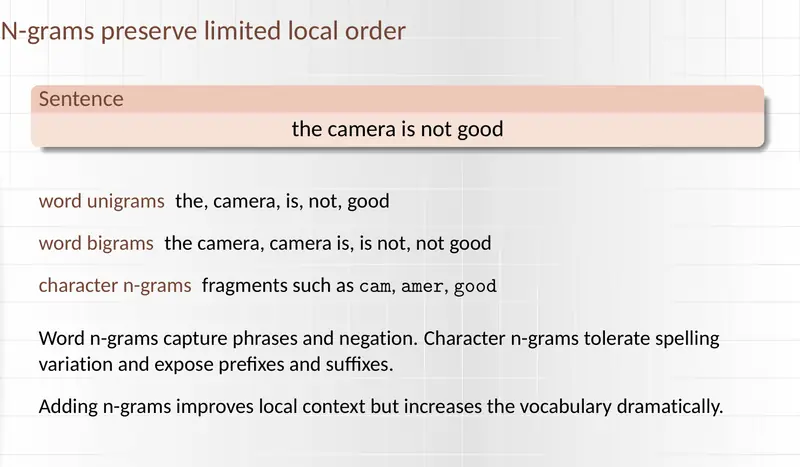 N-grams preserve limited local order
Sentence
the camera is not good
word unigrams the, camera, is, not, good
word bigrams the camera, camera is, is not, not good
character n-grams fragments such as cam, amer, good
Word n-grams capture phrases and negation. Character n-grams tolerate spelling
variation and expose prefixes and suffixes.
Adding n-grams improves local context but increases the vocabulary dramatically.